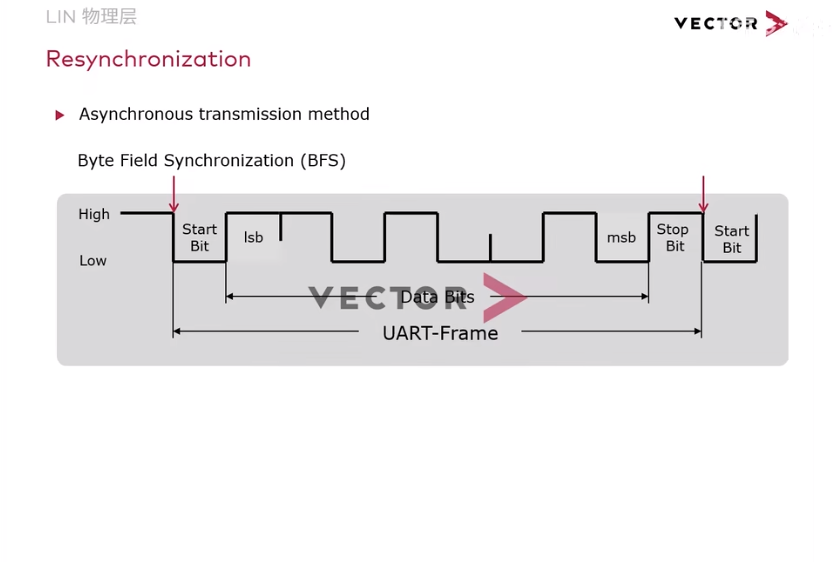 LIN 物理层
VECTOR
Resynchronization
Asynchronous transmission method
Byte Field Synchronization (BFS)
High
Low
Start
Bit
lsb
msb
Stop
Bit
Start
Bit
VECTOR
Data Bits
UART-Frame